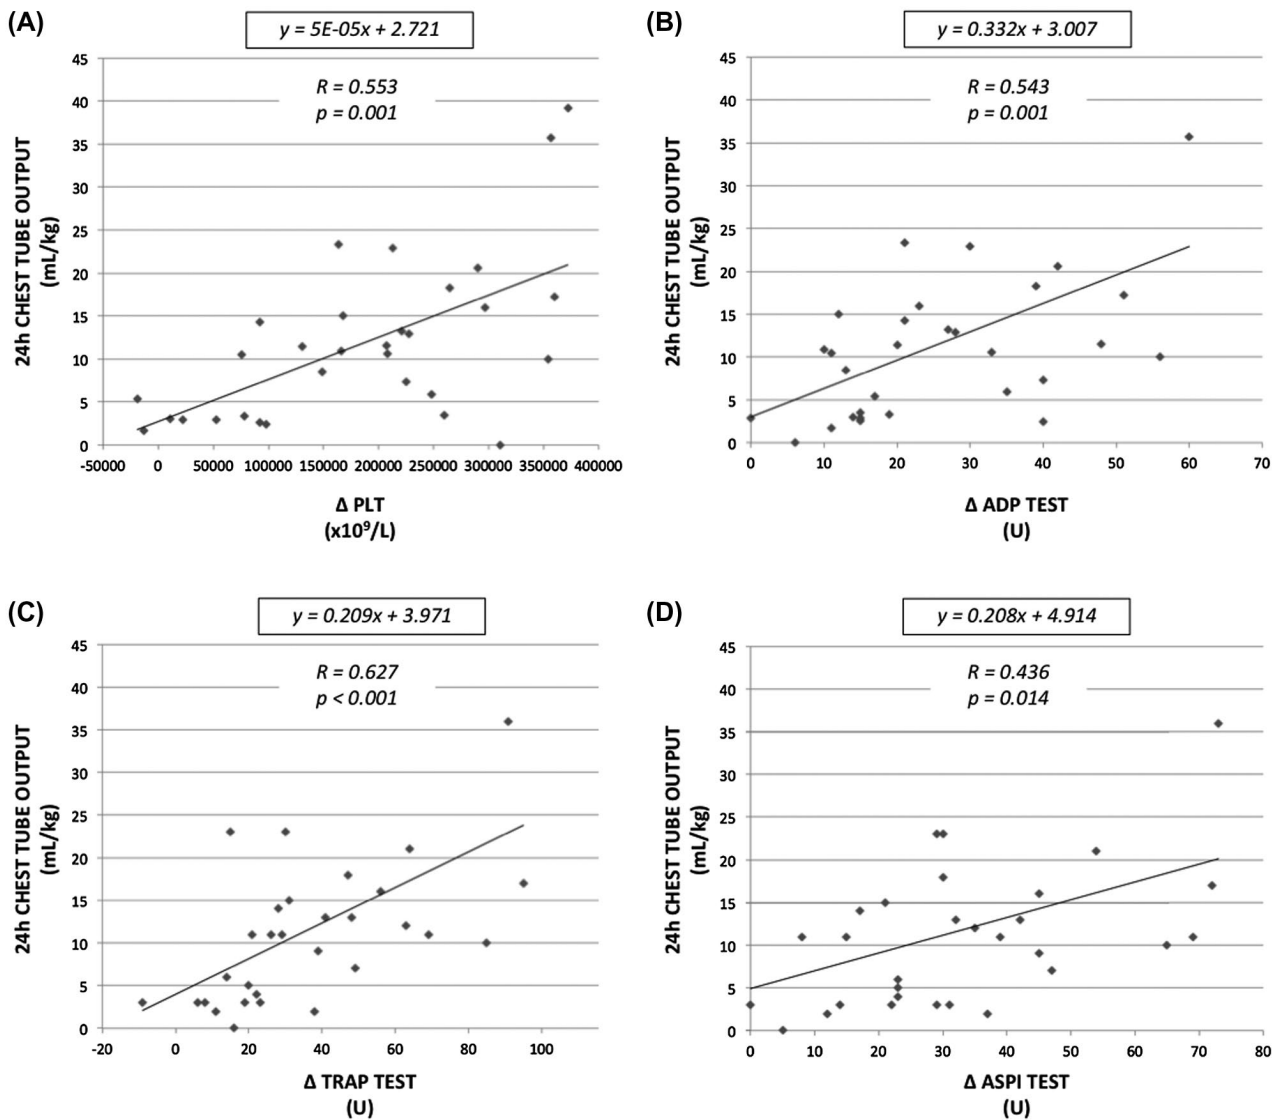 (A)
y = 5E-05x + 2.721
R = 0.553
p = 0.001
24h CHEST TUBE OUTPUT
(mL/kg)
45
40
35
30
25
20
15
10
5
0
-50000 0 50000 100000 150000 200000 250000 300000 350000 400000
Δ PLT
(x10⁹/L)
(B)
y = 0.332x + 3.007
R = 0.543
p = 0.001
24h CHEST TUBE OUTPUT
(mL/kg)
45
40
35
30
25
20
15
10
5
0
0 10 20 30 40 50 60 70
Δ ADP TEST
(U)
(C)
y = 0.209x + 3.971
R = 0.627
p < 0.001
24h CHEST TUBE OUTPUT
(mL/kg)
45
40
35
30
25
20
15
10
5
0
-20 0 20 40 60 80 100
Δ TRAP TEST
(U)
(D)
y = 0.208x + 4.914
R = 0.436
p = 0.014
24h CHEST TUBE OUTPUT
(mL/kg)
45
40
35
30
25
20
15
10
5
0
0 10 20 30 40 50 60 70 80
Δ ASPI TEST
(U)